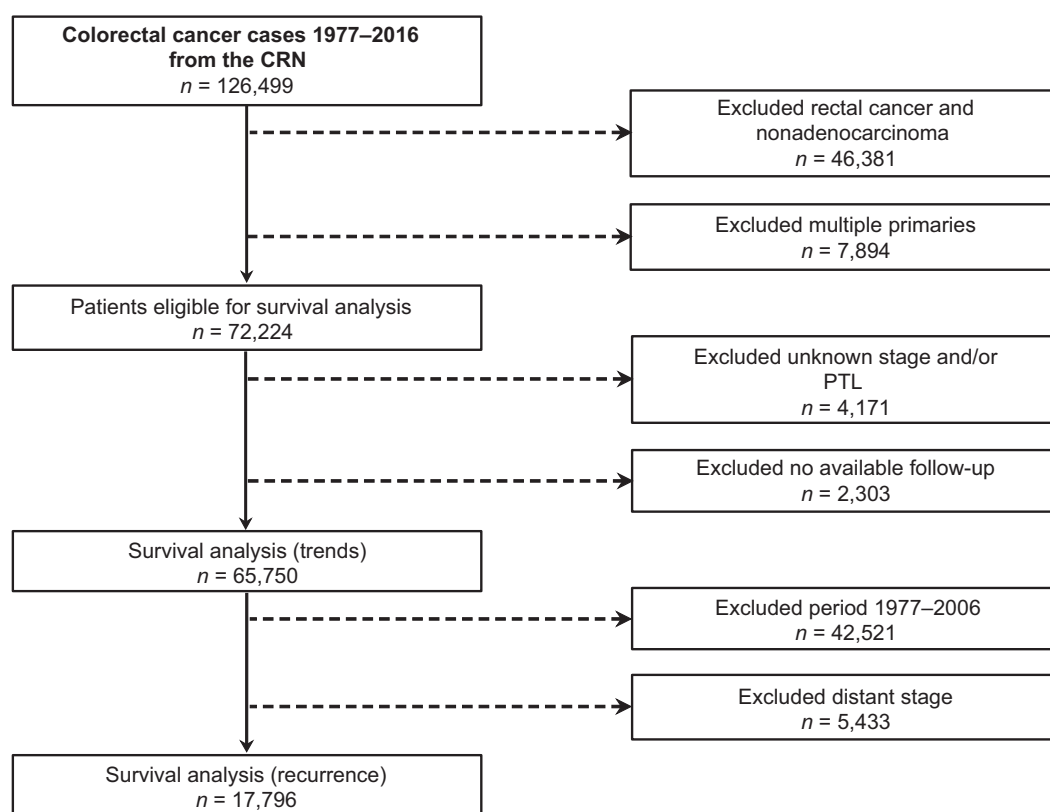 Colorectal cancer cases 1977–2016
from the CRN
n = 126,499
Excluded rectal cancer and
nonadenocarcinoma
n = 46,381
Excluded multiple primaries
n = 7,894
Patients eligible for survival analysis
n = 72,224
Excluded unknown stage and/or
PTL
n = 4,171
Excluded no available follow-up
n = 2,303
Survival analysis (trends)
n = 65,750
Excluded period 1977–2006
n = 42,521
Excluded distant stage
n = 5,433
Survival analysis (recurrence)
n = 17,796